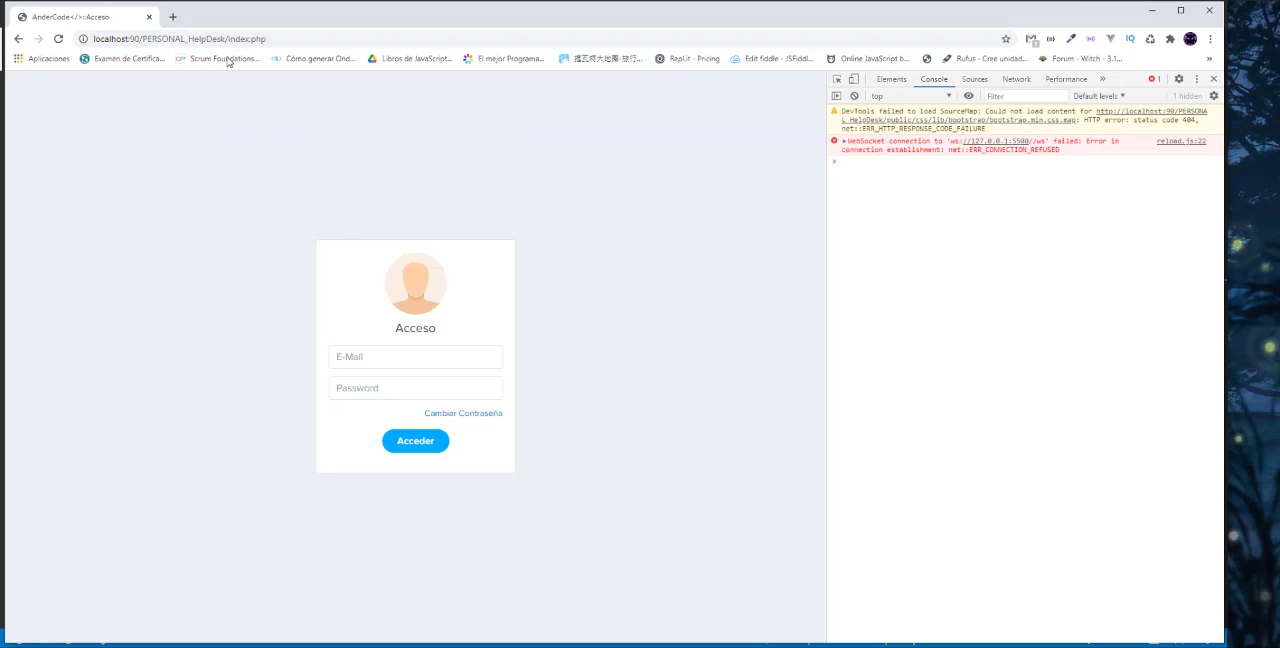 AnderCode</>::Acceso
localhost:90/PERSONAL_HelpDesk/index.php
Aplicaciones
Examen de Certifica...
Scrum Foundations...
Cómo generar Ond...
Libros de JavaScript...
El mejor Programa...
Repl.it - Pricing
Edit fiddle - JSFiddl...
Online JavaScript b...
Rufus - Cree unidad...
Forum - Witch - 3.1...
»
Elements
Console
Sources
Network
Performance
»
1
top
Filter
Default levels
1 hidden
DevTools failed to load SourceMap: Could not load content for http://localhost:90/PERSONA
L_HelpDesk/public/css/lib/bootstrap/bootstrap.min.css.map: HTTP error: status code 404,
net::ERR_HTTP_RESPONSE_CODE_FAILURE
WebSocket connection to 'ws://127.0.0.1:5500//ws' failed: Error in
connection establishment: net::ERR_CONNECTION_REFUSED
reload.js:22
Acceso
E-Mail
Password
Cambiar Contraseña
Acceder